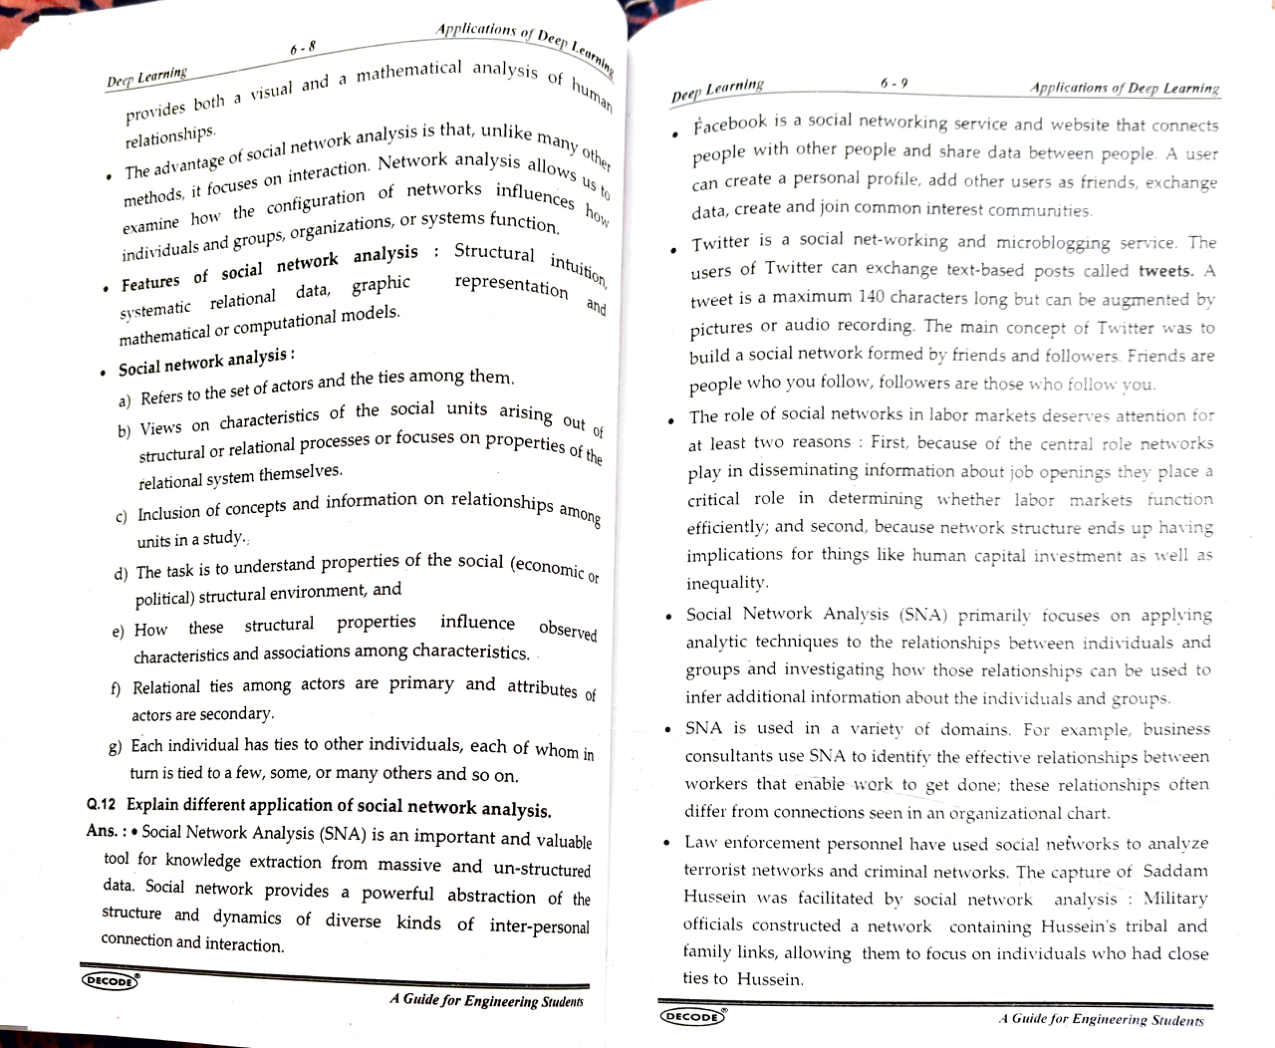 Deep Learning 6 - 8 Applications of Deep Learning
provides both a visual and a mathematical analysis of human
relationships.
• The advantage of social network analysis is that, unlike many other
methods, it focuses on interaction. Network analysis allows us to
examine how the configuration of networks influences how
individuals and groups, organizations, or systems function.
• Features of social network analysis : Structural intuition,
systematic relational data, graphic representation and
mathematical or computational models.
• Social network analysis :
a) Refers to the set of actors and the ties among them.
b) Views on characteristics of the social units arising out of
structural or relational processes or focuses on properties of the
relational system themselves.
c) Inclusion of concepts and information on relationships among
units in a study.
d) The task is to understand properties of the social (economic or
political) structural environment, and
e) How these structural properties influence observed
characteristics and associations among characteristics.
f) Relational ties among actors are primary and attributes of
actors are secondary.
g) Each individual has ties to other individuals, each of whom in
turn is tied to a few, some, or many others and so on.
Q.12 Explain different application of social network analysis.
Ans. : • Social Network Analysis (SNA) is an important and valuable
tool for knowledge extraction from massive and un-structured
data. Social network provides a powerful abstraction of the
structure and dynamics of diverse kinds of inter-personal
connection and interaction.
DECODE®
A Guide for Engineering Students
Deep Learning 6 - 9 Applications of Deep Learning
• Facebook is a social networking service and website that connects
people with other people and share data between people. A user
can create a personal profile, add other users as friends, exchange
data, create and join common interest communities.
• Twitter is a social net-working and microblogging service. The
users of Twitter can exchange text-based posts called tweets. A
tweet is a maximum 140 characters long but can be augmented by
pictures or audio recording. The main concept of Twitter was to
build a social network formed by friends and followers. Friends are
people who you follow, followers are those who follow you.
• The role of social networks in labor markets deserves attention for
at least two reasons : First, because of the central role networks
play in disseminating information about job openings they place a
critical role in determining whether labor markets function
efficiently; and second, because network structure ends up having
implications for things like human capital investment as well as
inequality.
• Social Network Analysis (SNA) primarily focuses on applying
analytic techniques to the relationships between individuals and
groups and investigating how those relationships can be used to
infer additional information about the individuals and groups.
• SNA is used in a variety of domains. For example, business
consultants use SNA to identify the effective relationships between
workers that enable work to get done; these relationships often
differ from connections seen in an organizational chart.
• Law enforcement personnel have used social networks to analyze
terrorist networks and criminal networks. The capture of Saddam
Hussein was facilitated by social network analysis : Military
officials constructed a network containing Hussein's tribal and
family links, allowing them to focus on individuals who had close
ties to Hussein.
DECODE®
A Guide for Engineering Students